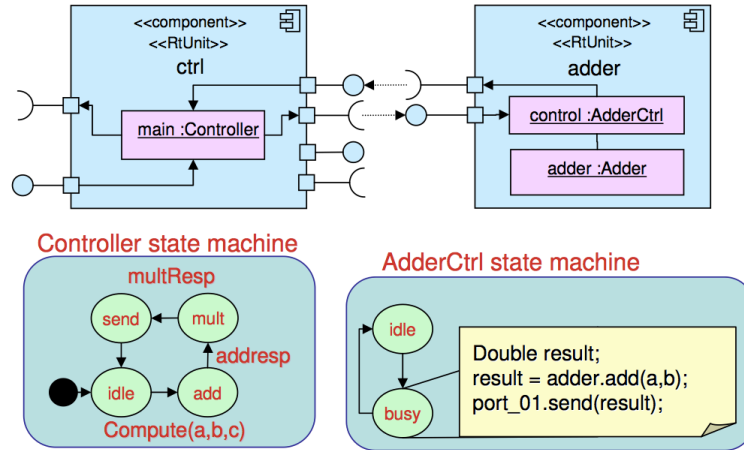 <<component>>
<<RtUnit>>
ctrl
main :Controller
<<component>>
<<RtUnit>>
adder
control :AdderCtrl
adder :Adder
Controller state machine
multResp
send
mult
addresp
idle
add
Compute(a,b,c)
AdderCtrl state machine
idle
busy
Double result;
result = adder.add(a,b);
port_01.send(result);